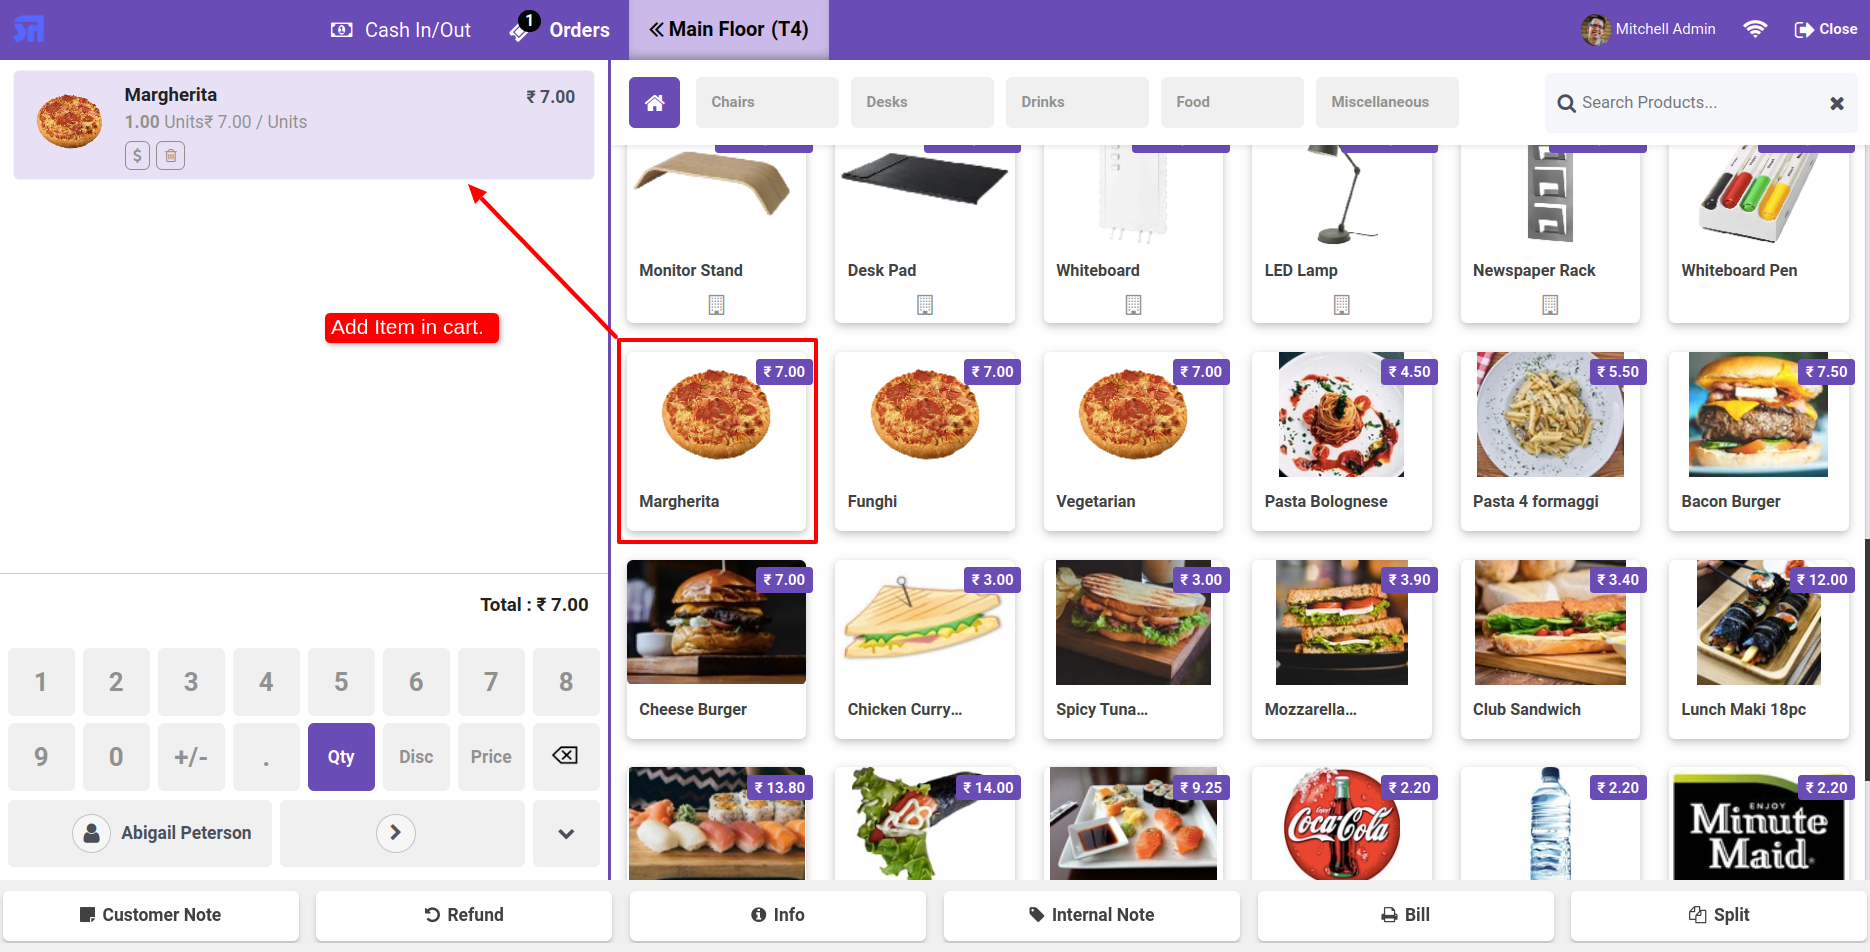 Cash In/Out
1
Orders
Main Floor (T4)
Mitchell Admin
Close
Margherita
₹ 7.00
1.00 Units₹ 7.00 / Units
$
Chairs
Desks
Drinks
Food
Miscellaneous
Search Products...
Monitor Stand
Desk Pad
Whiteboard
LED Lamp
Newspaper Rack
Whiteboard Pen
Add Item in cart.
₹ 7.00
₹ 7.00
₹ 7.00
₹ 4.50
₹ 5.50
₹ 7.50
Margherita
Funghi
Vegetarian
Pasta Bolognese
Pasta 4 formaggi
Bacon Burger
₹ 7.00
₹ 3.00
₹ 3.00
₹ 3.90
₹ 3.40
₹ 12.00
Cheese Burger
Chicken Curry...
Spicy Tuna...
Mozzarella...
Club Sandwich
Lunch Maki 18pc
₹ 13.80
₹ 14.00
₹ 9.25
₹ 2.20
₹ 2.20
₹ 2.20
Enjoy
Coca-Cola
ENJOY
Minute
Maid
Total : ₹ 7.00
1 2 3 4 5 6 7 8
9 0 +/- . Qty Disc Price
Abigail Peterson
Customer Note
Refund
Info
Internal Note
Bill
Split